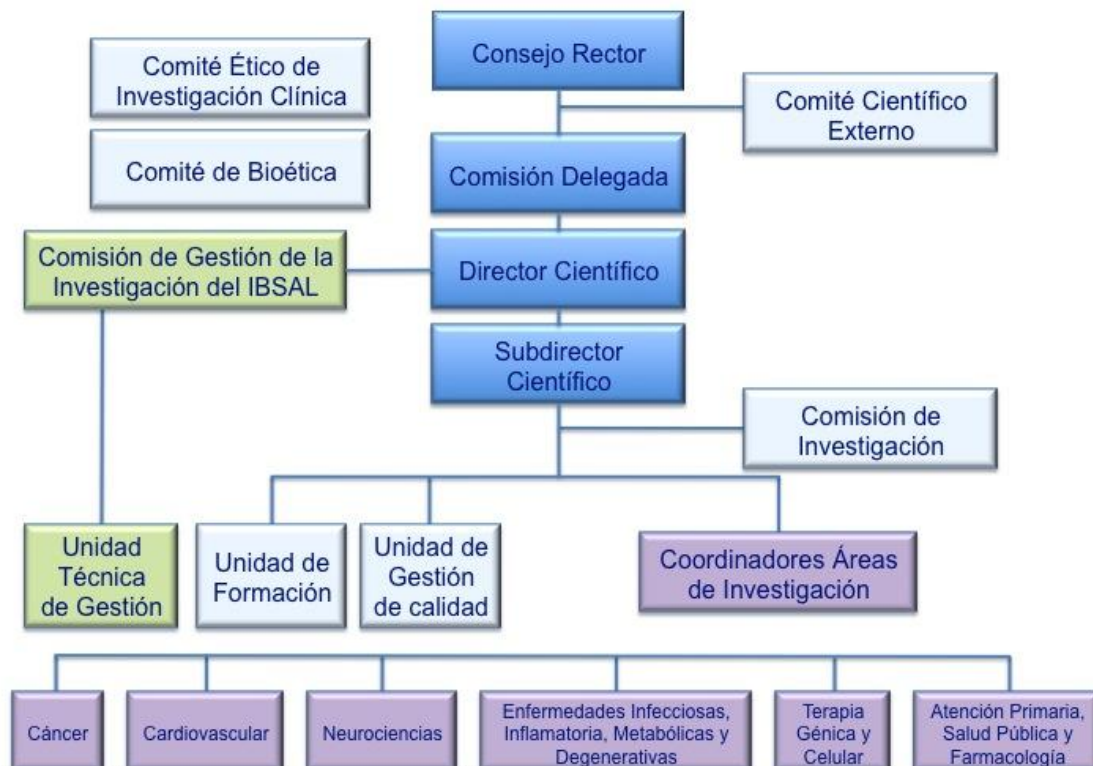 Consejo Rector
Comité Ético de
Investigación Clínica
Comité Científico
Externo
Comité de Bioética
Comisión Delegada
Comisión de Gestión de la
Investigación del IBSAL
Director Científico
Subdirector
Científico
Comisión de
Investigación
Unidad
Técnica
de Gestión
Unidad de
Formación
Unidad de
Gestión
de calidad
Coordinadores Áreas
de Investigación
Cáncer
Cardiovascular
Neurociencias
Enfermedades Infecciosas,
Inflamatoria, Metabólicas y
Degenerativas
Terapia
Génica y
Celular
Atención Primaria,
Salud Pública y
Farmacología